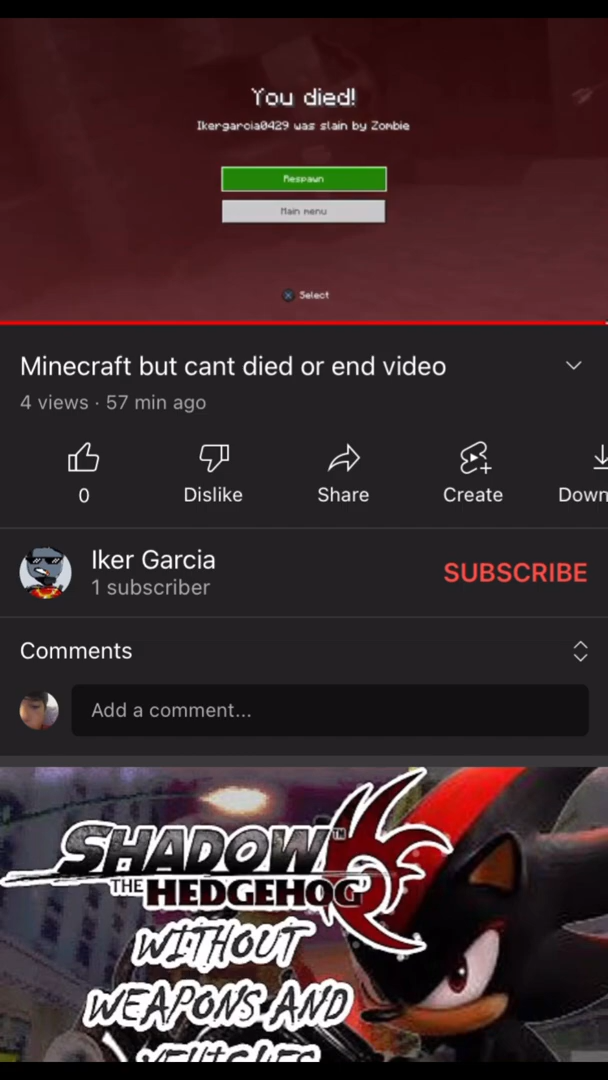 You died!
Ikergarcia0429 was slain by Zombie
Respawn
Main menu
Select
Minecraft but cant died or end video
4 views · 57 min ago
0
Dislike
Share
Create
Down
Iker Garcia
1 subscriber
SUBSCRIBE
Comments
Add a comment...
SHADOW TM
THE HEDGEHOG
WITHOUT
WEAPONS AND
VEHICLES